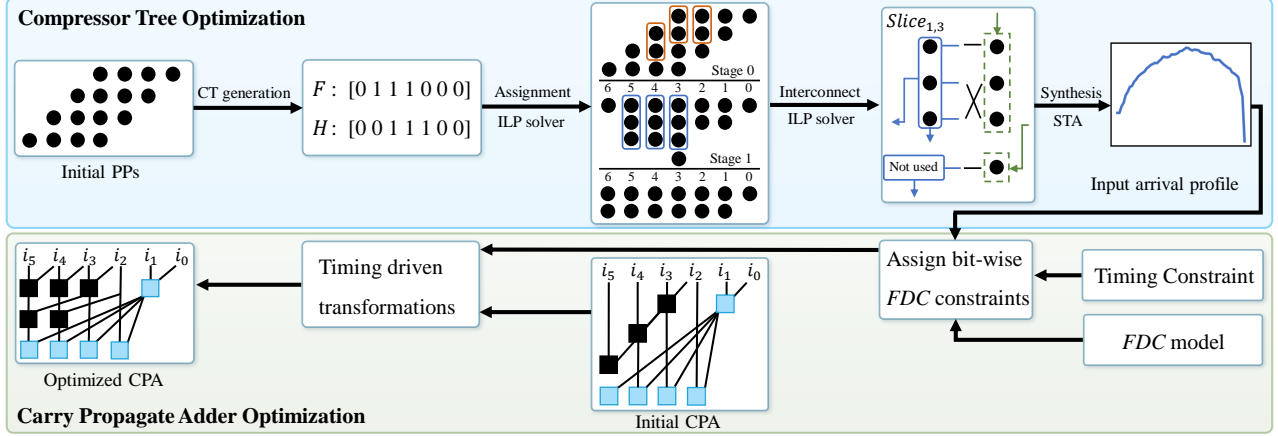 Compressor Tree Optimization
Initial PPs
CT generation
F : [0 1 1 1 0 0 0]
H : [0 0 1 1 1 0 0]
Assignment
ILP solver
Stage 0
6 5 4 3 2 1 0
Stage 1
6 5 4 3 2 1 0
Interconnect
ILP solver
Slice₁,₃
Not used
Synthesis
STA
Input arrival profile
i₅ i₄ i₃ i₂ i₁ i₀
Optimized CPA
Timing driven
transformations
i₅ i₄ i₃ i₂ i₁ i₀
Initial CPA
Assign bit-wise
FDC constraints
Timing Constraint
FDC model
Carry Propagate Adder Optimization